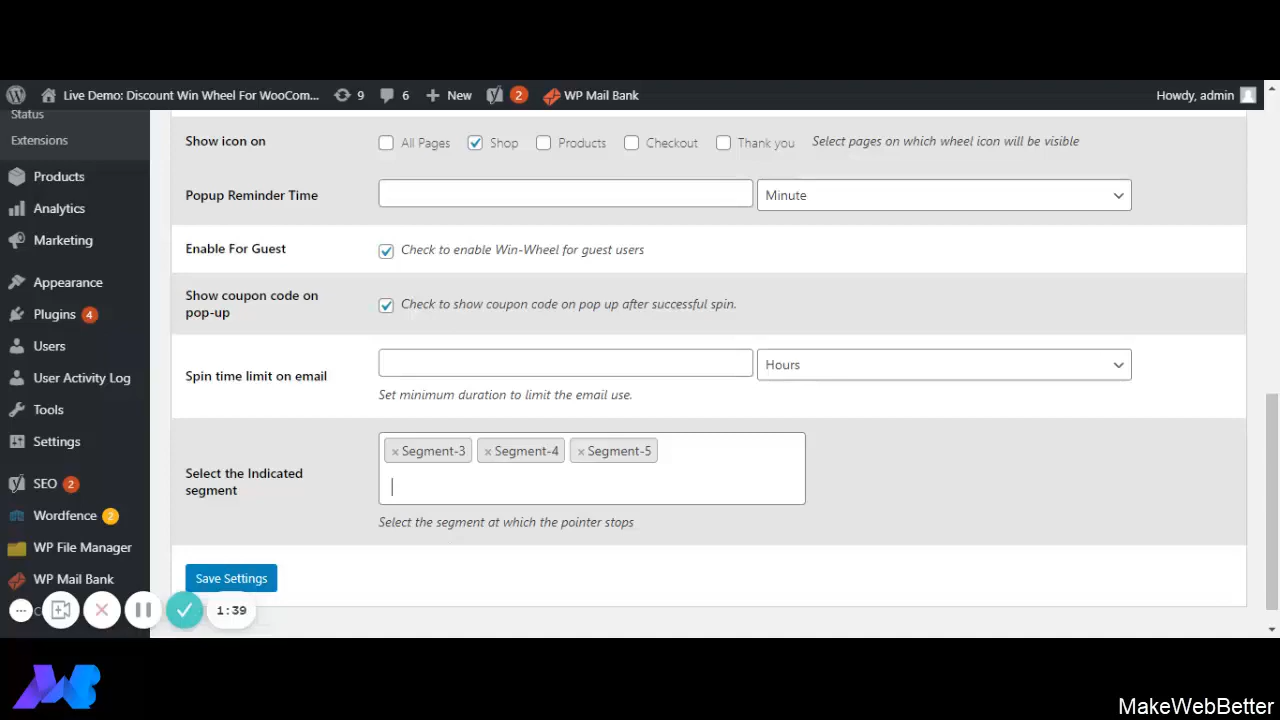 Live Demo: Discount Win Wheel For WooCom... 9 6 New 2 WP Mail Bank Howdy, admin
Status
Extensions
Products
Analytics
Marketing
Appearance
Plugins 4
Users
User Activity Log
Tools
Settings
SEO 2
Wordfence 2
WP File Manager
WP Mail Bank
C
1:39
Show icon on All Pages Shop Products Checkout Thank you Select pages on which wheel icon will be visible
Popup Reminder Time Minute
Enable For Guest Check to enable Win-Wheel for guest users
Show coupon code on
pop-up
Check to show coupon code on pop up after successful spin.
Spin time limit on email Hours
Set minimum duration to limit the email use.
Select the Indicated
segment
× Segment-3 × Segment-4 × Segment-5
Select the segment at which the pointer stops
Save Settings
MakeWebBetter